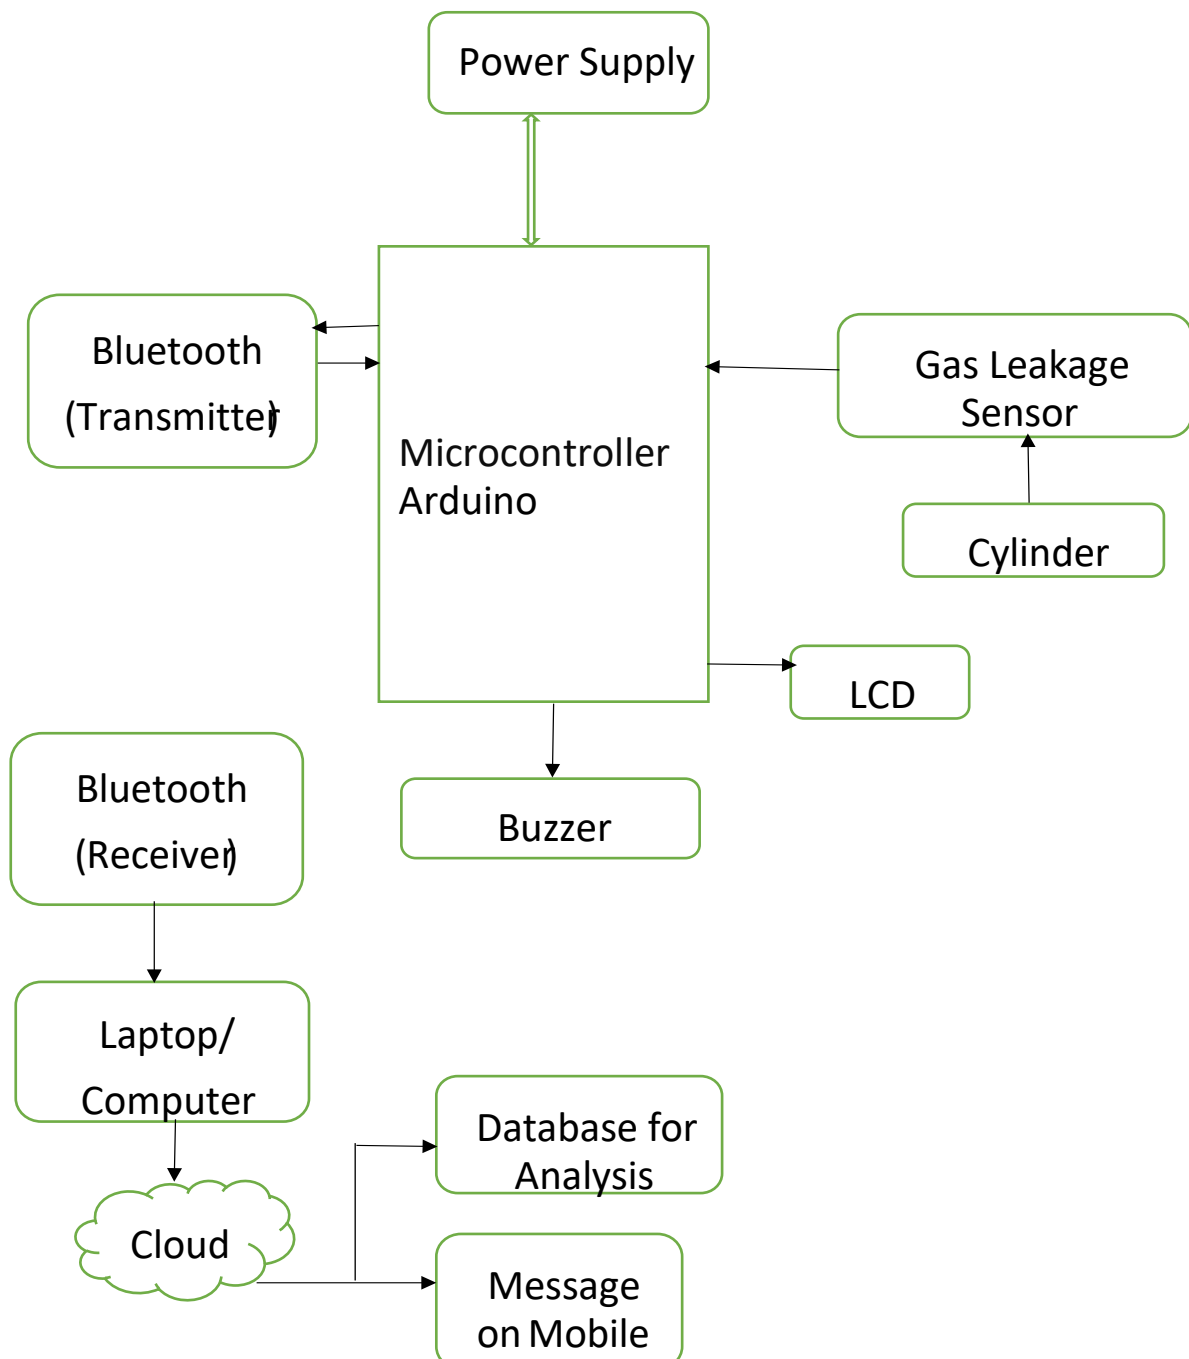 Power Supply
Bluetooth
(Transmitter)
Gas Leakage
Sensor
Microcontroller
Arduino
Cylinder
LCD
Bluetooth
(Receiver)
Buzzer
Laptop/
Computer
Database for
Analysis
Cloud
Message
on Mobile